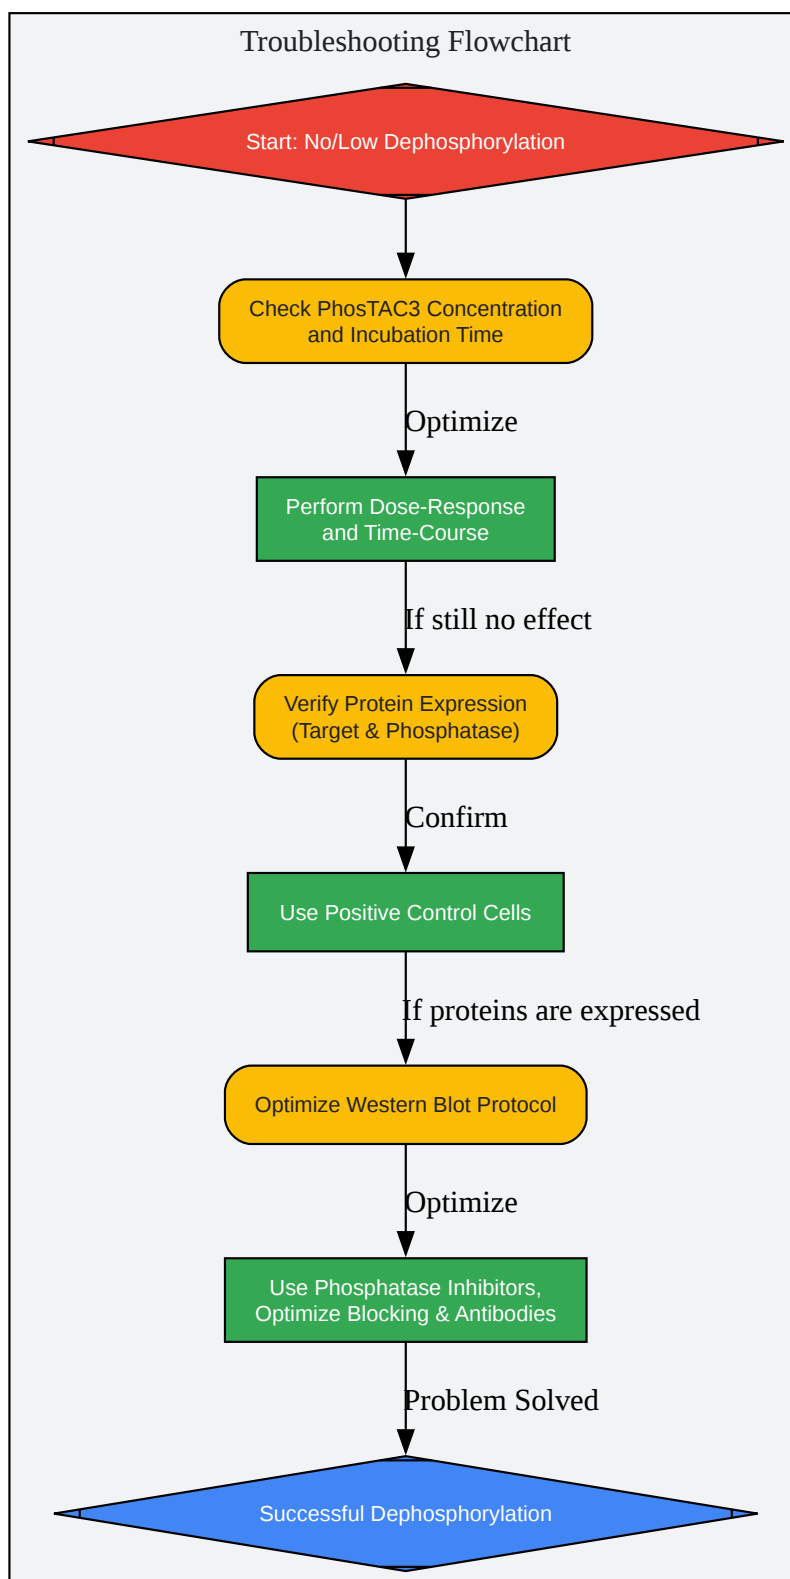 Troubleshooting Flowchart
Start: No/Low Dephosphorylation
Check PhosTAC3 Concentration
and Incubation Time
Optimize
Perform Dose-Response
and Time-Course
If still no effect
Verify Protein Expression
(Target & Phosphatase)
Confirm
Use Positive Control Cells
If proteins are expressed
Optimize Western Blot Protocol
Optimize
Use Phosphatase Inhibitors,
Optimize Blocking & Antibodies
Problem Solved
Successful Dephosphorylation